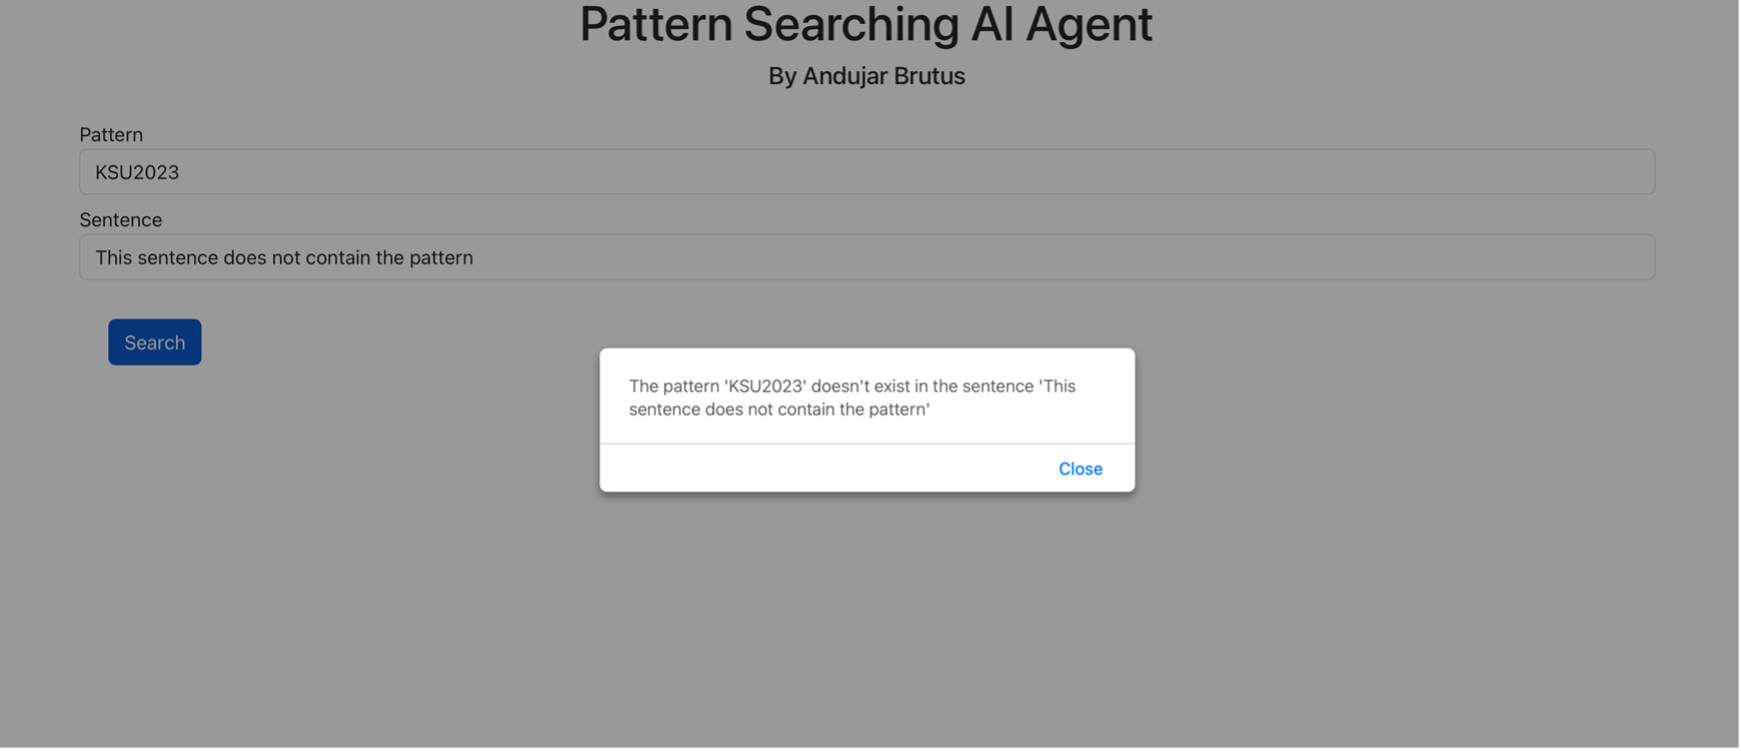 Pattern Searching AI Agent
By Andujar Brutus
Pattern
KSU2023
Sentence
This sentence does not contain the pattern
Search
The pattern 'KSU2023' doesn't exist in the sentence 'This
sentence does not contain the pattern'
Close